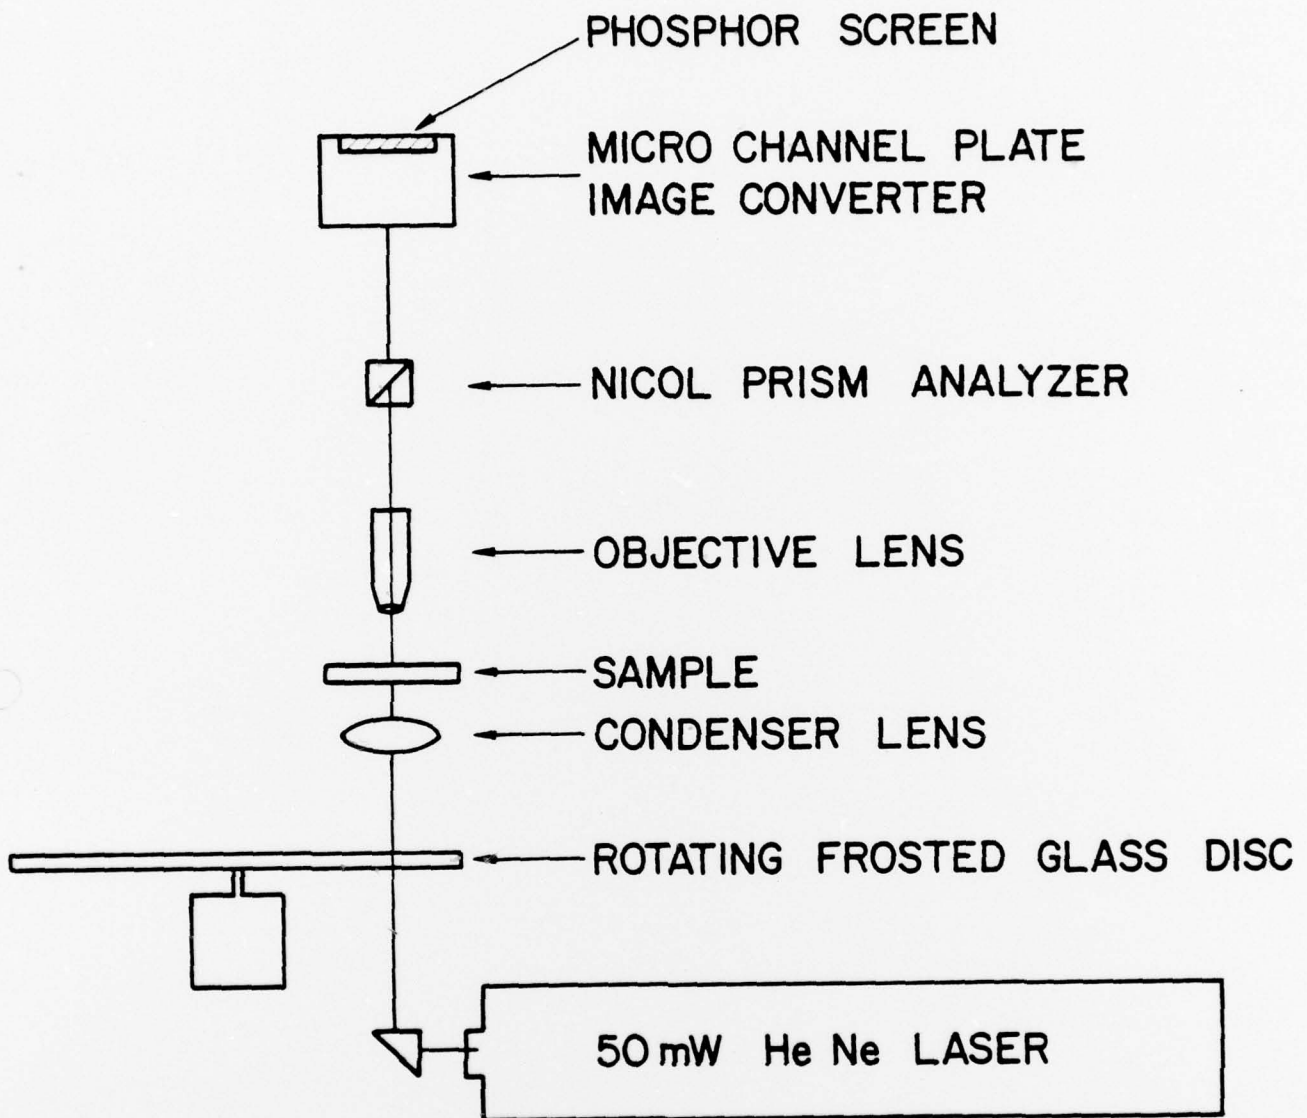 PHOSPHOR SCREEN
MICRO CHANNEL PLATE
IMAGE CONVERTER
NICOL PRISM ANALYZER
OBJECTIVE LENS
SAMPLE
CONDENSER LENS
ROTATING FROSTED GLASS DISC
50 mW He Ne LASER